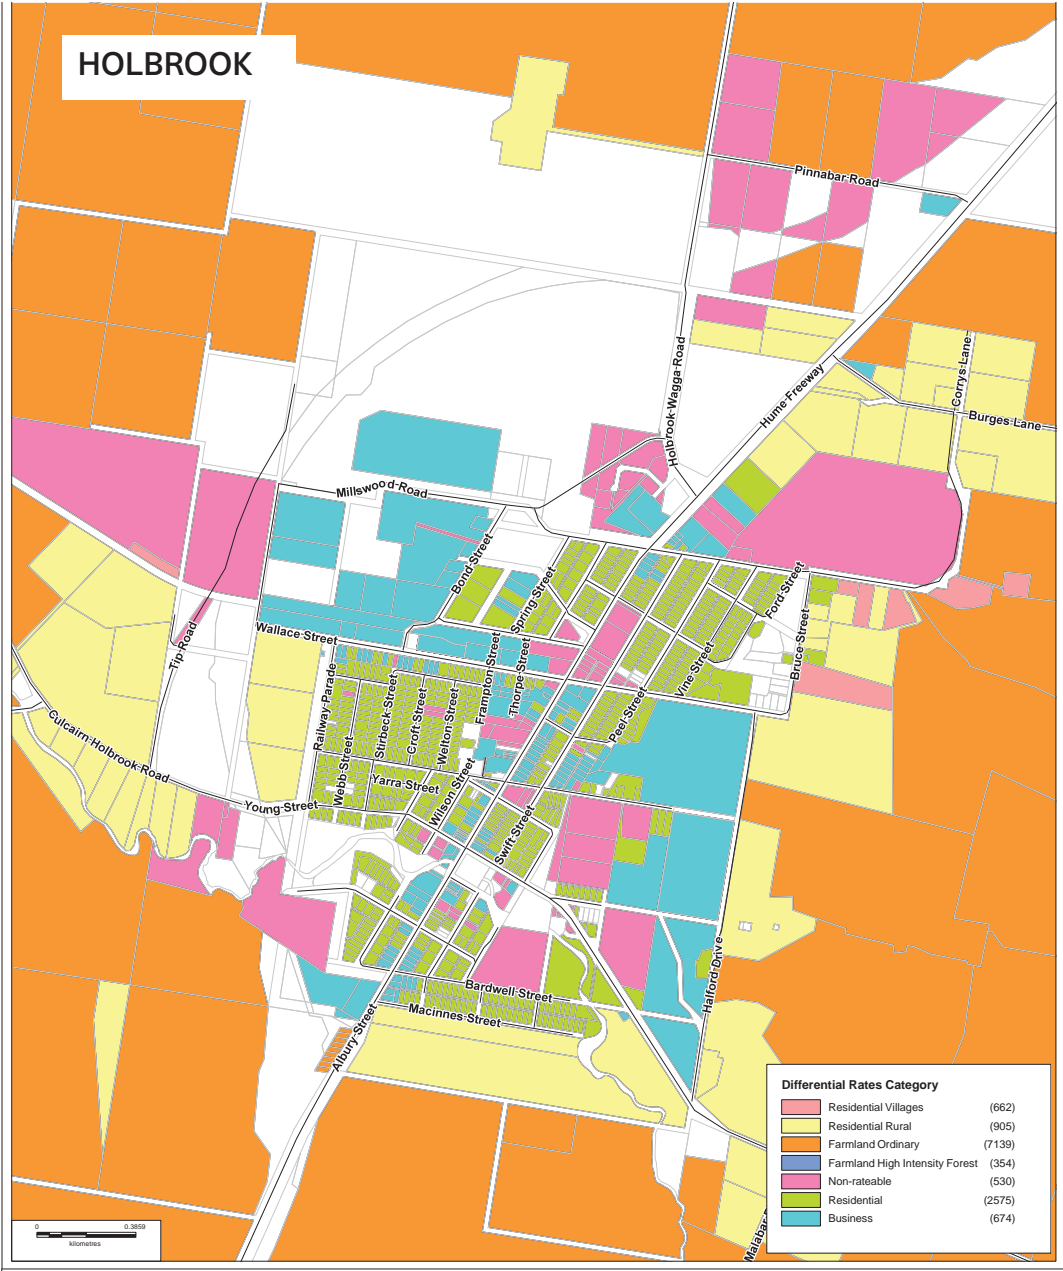 HOLBROOK
Pinnabar Road
Holbrook Wagga Road
Hume Freeway
Corrys Lane
Burges Lane
Millswood Road
Bond Street
Spring Street
Ford Street
Bruce Street
Wallace Street
Tip Road
Railway Parade
Frampton Street
Thorpe Street
Vine Street
Peel Street
Stirbeck Street
Croft Street
Welton Street
Webb Street
Culcairn Holbrook Road
Yarra Street
Wilson Street
Young Street
Swift Street
Halford Drive
Bardwell Street
Macinnes Street
Albury Street
Differential Rates Category
Residential Villages (662)
Residential Rural (905)
Farmland Ordinary (7139)
Farmland High Intensity Forest (354)
Non-rateable (530)
Residential (2575)
Business (674)
Malabar
0 0.3859
kilometres